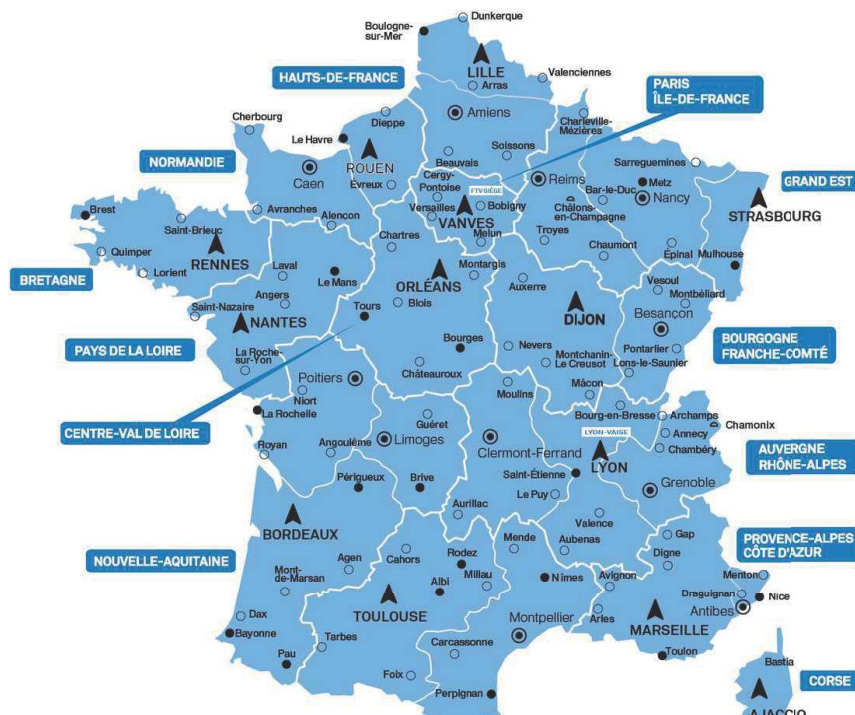 Dunkerque
Boulogne-
sur-Mer
LILLE
Valenciennes
HAUTS-DE-FRANCE
Arras
PARIS
ÎLE-DE-FRANCE
Cherbourg
Dieppe
Amiens
Charleville-
Mézières
Le Havre
ROUEN
Beauvais
Soissons
NORMANDIE
Caen
Évreux
Cergy-
Pontoise
FTV SIÈGE
Reims
Sarreguemines
Metz
Bar-le-Duc
Nancy
GRAND EST
STRASBOURG
Versailles
Bobigny
VANVES
Châlons-
en-Champagne
Brest
Saint-Brieuc
Avranches
Alençon
Chartres
Melun
Troyes
Chaumont
Épinal
Mulhouse
Quimper
RENNES
Lorient
BRETAGNE
Laval
Le Mans
ORLÉANS
Montargis
Auxerre
Vesoul
Montbéliard
Saint-Nazaire
Angers
NANTES
Tours
Blois
DIJON
Besançon
PAYS DE LA LOIRE
La Roche-
sur-Yon
Bourges
Nevers
Pontarlier
BOURGOGNE
FRANCHE-COMTÉ
Châteauroux
Montchanin-
Le Creusot
Lons-le-Saunier
Poitiers
Niort
Moulins
Mâcon
La Rochelle
Guéret
Bourg-en-Bresse
Archamps
Chamonix
CENTRE-VAL DE LOIRE
Royan
Angoulême
Limoges
Clermont-Ferrand
LYON-VAISE
LYON
Annecy
Chambéry
AUVERGNE
RHÔNE-ALPES
Périgueux
Brive
Saint-Étienne
Le Puy
Grenoble
Aurillac
BORDEAUX
Valence
NOUVELLE-AQUITAINE
Mont-
de-Marsan
Agen
Cahors
Rodez
Mende
Aubenas
Gap
Digne
PROVENCE-ALPES
CÔTE D'AZUR
Albi
Millau
Nîmes
Avignon
Menton
Draguignan
Nice
Dax
TOULOUSE
Montpellier
Arles
MARSEILLE
Antibes
Bayonne
Pau
Tarbes
Carcassonne
Toulon
Foix
Perpignan
Bastia
CORSE
AJACCIO